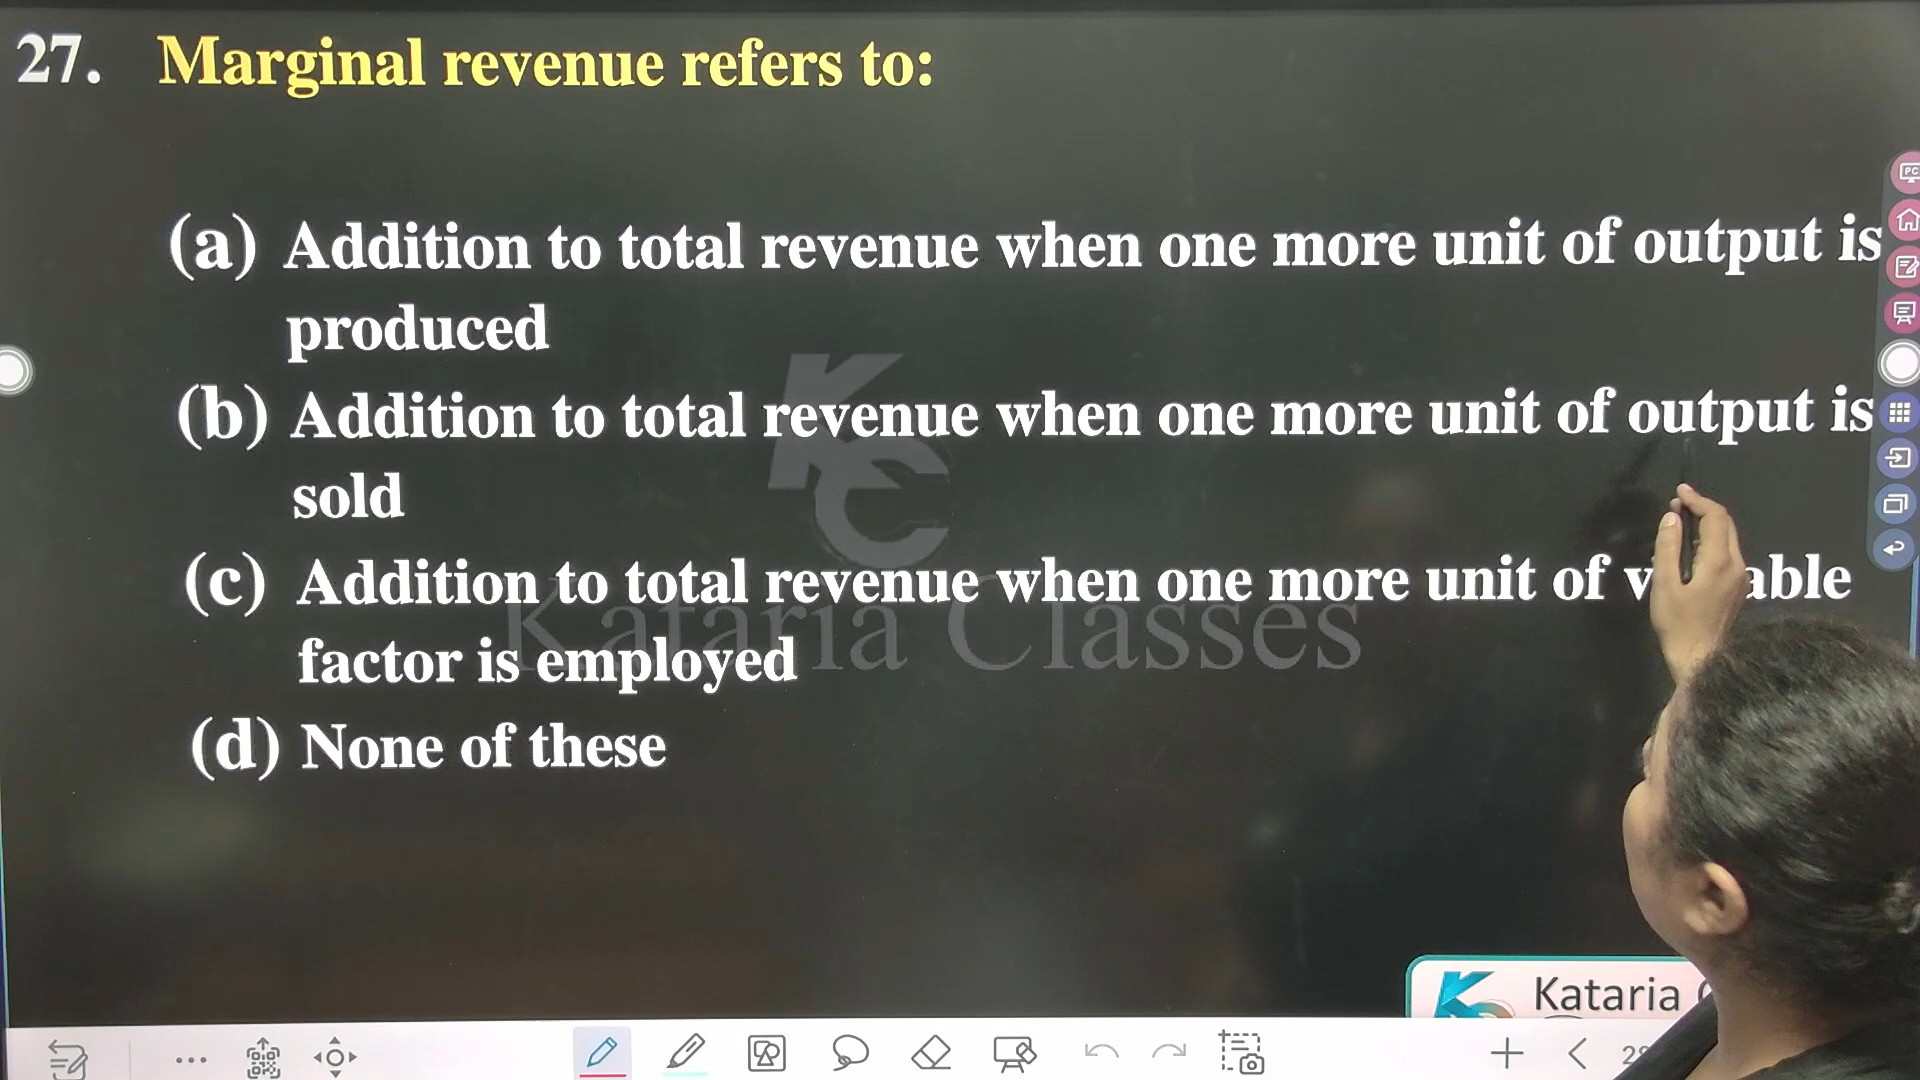 27. Marginal revenue refers to:
(a) Addition to total revenue when one more unit of output is
produced
(b) Addition to total revenue when one more unit of output is
sold
(c) Addition to total revenue when one more unit of
factor is employed
(d) None of these
Kataria Classes
KC
Kataria
PC